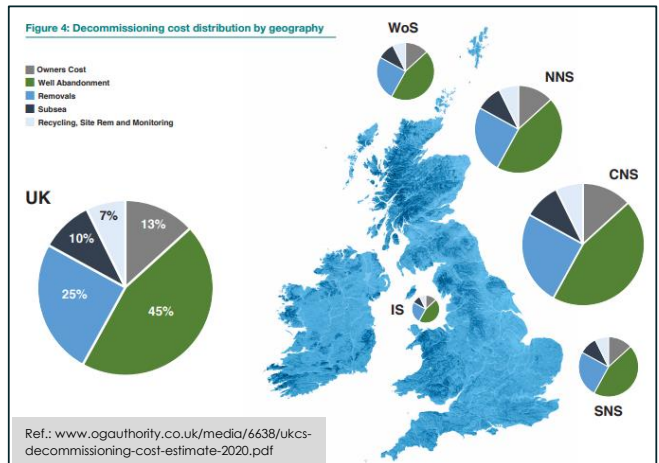 Figure 4: Decommissioning cost distribution by geography
Owners Cost
Well Abandonment
Removals
Subsea
Recycling, Site Rem and Monitoring
WoS
NNS
CNS
UK
7%
13%
10%
25%
45%
IS
SNS
Ref.: www.ogauthority.co.uk/media/6638/ukcs-
decommissioning-cost-estimate-2020.pdf